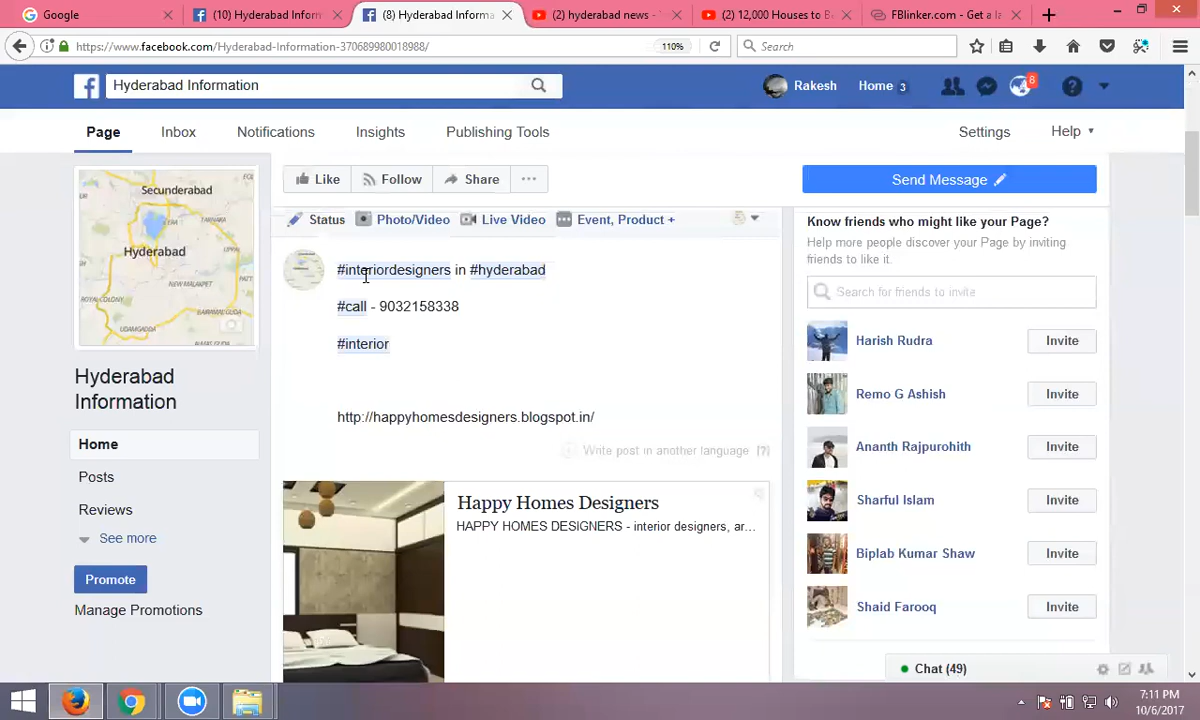 Google
(10) Hyderabad Inform
(8) Hyderabad Informa
(2) hyderabad news -
(2) 12,000 Houses to B
FBlinker.com - Get a la
https://www.facebook.com/Hyderabad-Information-370689980018988/
110%
Search
Hyderabad Information
Rakesh
Home 3
8
Page
Inbox
Notifications
Insights
Publishing Tools
Settings
Help
Like
Follow
Share
Send Message
Status
Photo/Video
Live Video
Event, Product +
#interiordesigners in #hyderabad
#call - 9032158338
#interior
http://happyhomesdesigners.blogspot.in/
Write post in another language [?]
Happy Homes Designers
HAPPY HOMES DESIGNERS - interior designers, ar...
Secunderabad
Hyderabad
Hyderabad
Information
Home
Posts
Reviews
See more
Promote
Manage Promotions
Know friends who might like your Page?
Help more people discover your Page by inviting
friends to like it.
Search for friends to invite
Harish Rudra
Invite
Remo G Ashish
Invite
Ananth Rajpurohith
Invite
Sharful Islam
Invite
Biplab Kumar Shaw
Invite
Shaid Farooq
Invite
Chat (49)
7:11 PM
10/6/2017